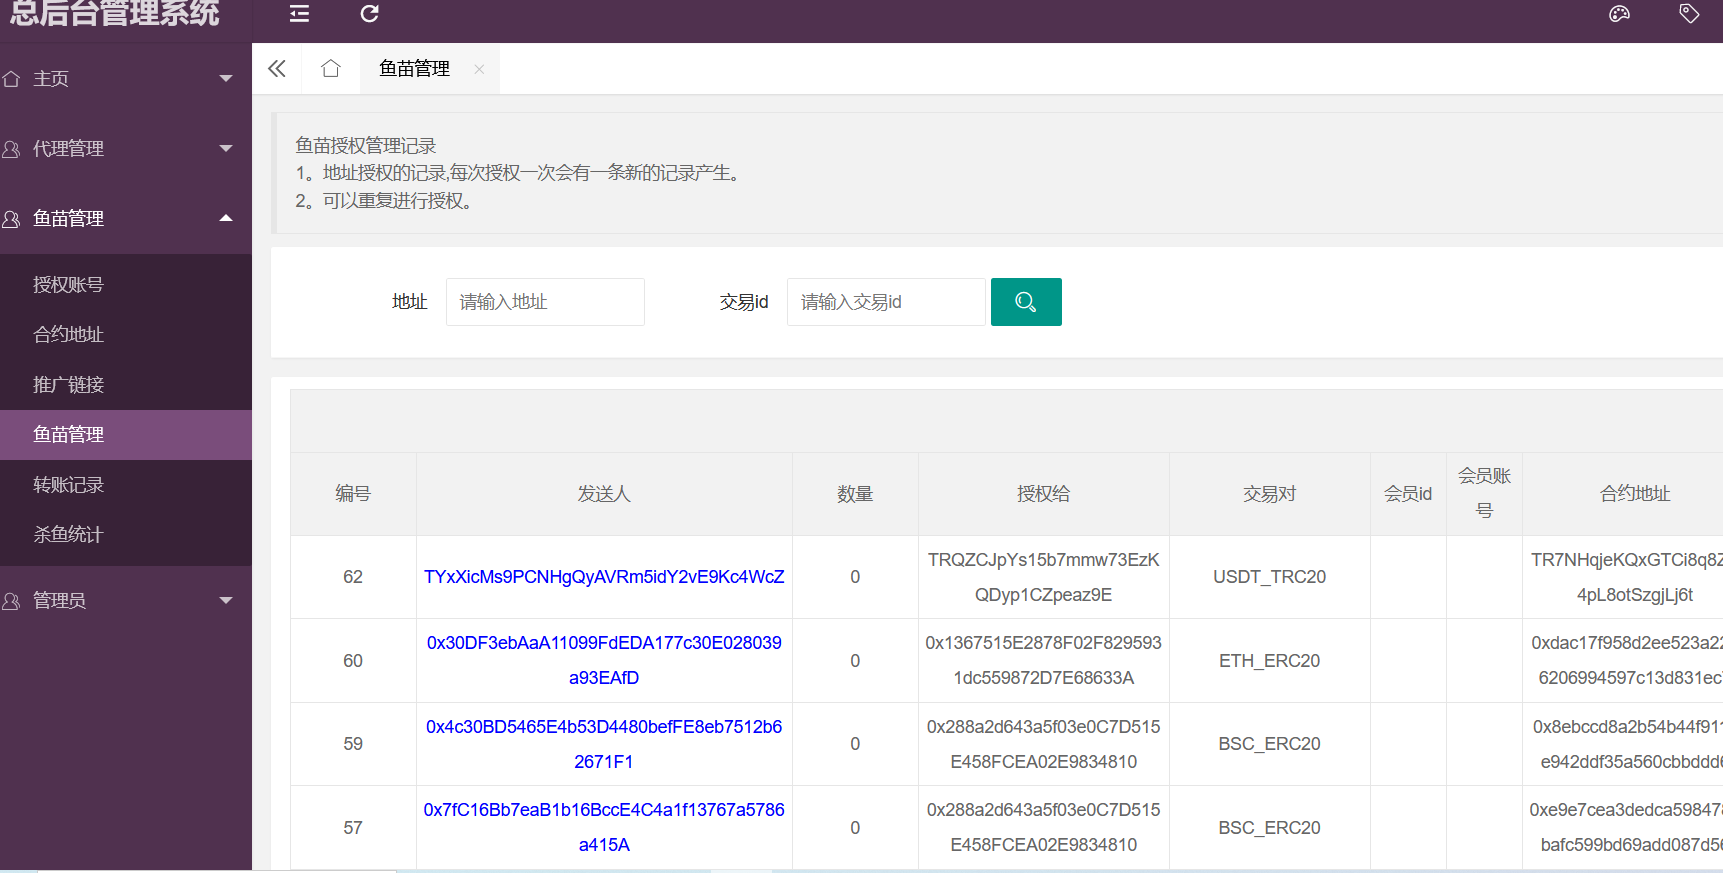 总后台管理系统
主页
代理管理
鱼苗管理
授权账号
合约地址
推广链接
鱼苗管理
转账记录
杀鱼统计
管理员
鱼苗管理
鱼苗授权管理记录
1。地址授权的记录,每次授权一次会有一条新的记录产生。
2。可以重复进行授权。
地址 请输入地址 交易id 请输入交易id
编号 发送人 数量 授权给 交易对 会员id 会员账号 合约地址
62 TYxXicMs9PCNHgQyAVRm5idY2vE9Kc4WcZ 0 TRQZCJpYs15b7mmw73EzKQDyp1CZpeaz9E USDT_TRC20 TR7NHqjeKQxGTCi8q8Z4pL8otSzgjLj6t
60 0x30DF3ebAaA11099FdEDA177c30E028039a93EAfD 0 0x1367515E2878F02F8295931dc559872D7E68633A ETH_ERC20 0xdac17f958d2ee523a226206994597c13d831ec
59 0x4c30BD5465E4b53D4480befFE8eb7512b62671F1 0 0x288a2d643a5f03e0C7D515E458FCEA02E9834810 BSC_ERC20 0x8ebccd8a2b54b44f911e942ddf35a560cbbddd
57 0x7fC16Bb7eaB1b16BccE4C4a1f13767a5786a415A 0 0x288a2d643a5f03e0C7D515E458FCEA02E9834810 BSC_ERC20 0xe9e7cea3dedca598478bafc599bd69add087d5